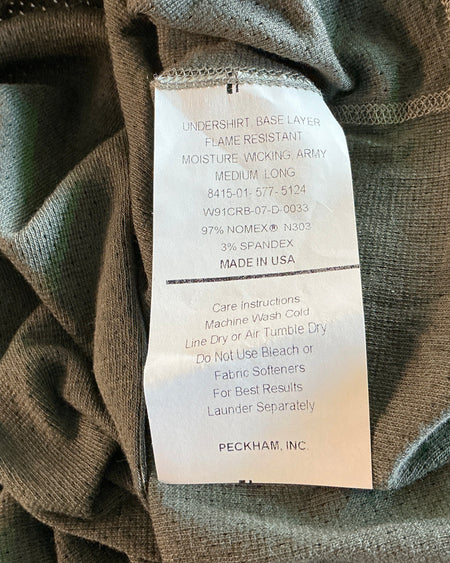 UNDERSHIRT, BASE LAYER
FLAME RESISTANT
MOISTURE WICKING, ARMY
MEDIUM LONG
8415-01-577-5124
W91CRB-07-D-0033
97% NOMEX® N303
3% SPANDEX
MADE IN USA
Care Instructions
Machine Wash Cold
Line Dry or Air Tumble Dry
Do Not Use Bleach or
Fabric Softeners
For Best Results
Launder Separately
PECKHAM, INC.